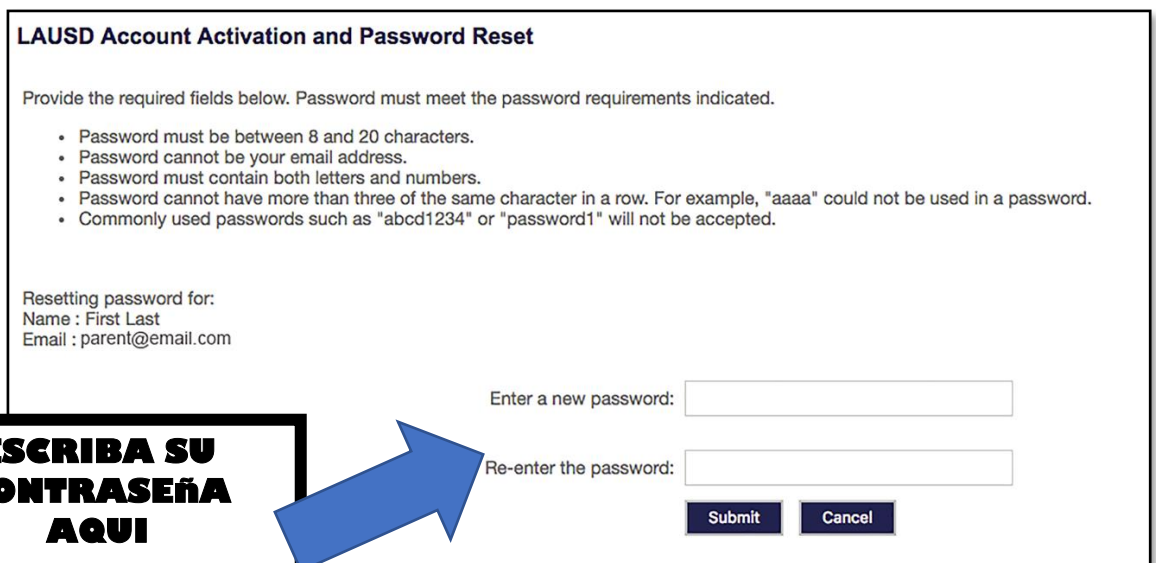 LAUSD Account Activation and Password Reset
Provide the required fields below. Password must meet the password requirements indicated.
• Password must be between 8 and 20 characters.
• Password cannot be your email address.
• Password must contain both letters and numbers.
• Password cannot have more than three of the same character in a row. For example, "aaaa" could not be used in a password.
• Commonly used passwords such as "abcd1234" or "password1" will not be accepted.
Resetting password for:
Name : First Last
Email : parent@email.com
Enter a new password:
Re-enter the password:
Submit Cancel
SCRIBA SU
ONTRASEñA
AQUI